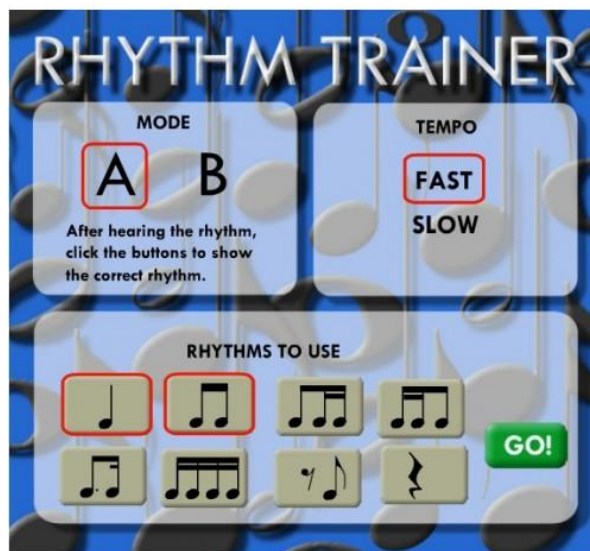 RHYTHM TRAINER
MODE
A B
After hearing the rhythm,
click the buttons to show
the correct rhythm.
TEMPO
FAST
SLOW
RHYTHMS TO USE
GO!